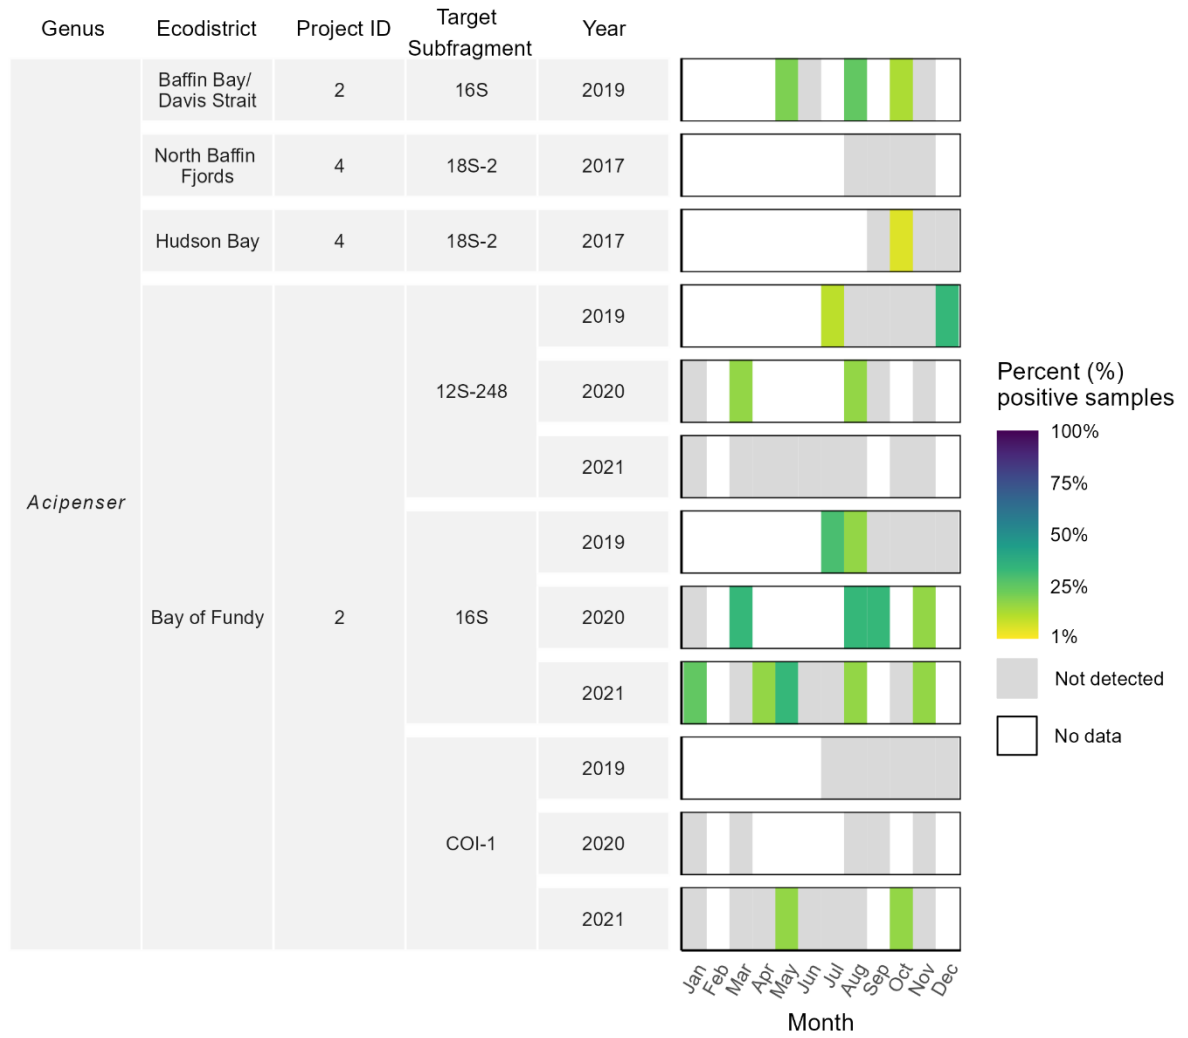 Genus
Ecodistrict
Project ID
Target
Subfragment
Year
Baffin Bay/
Davis Strait
2
16S
2019
North Baffin
Fjords
4
18S-2
2017
Hudson Bay
4
18S-2
2017
Acipenser
Bay of Fundy
2
12S-248
2019
2020
2021
16S
2019
2020
2021
COI-1
2019
2020
2021
Jan
Feb
Mar
Apr
May
Jun
Jul
Aug
Sep
Oct
Nov
Dec
Month
Percent (%)
positive samples
100%
75%
50%
25%
1%
Not detected
No data